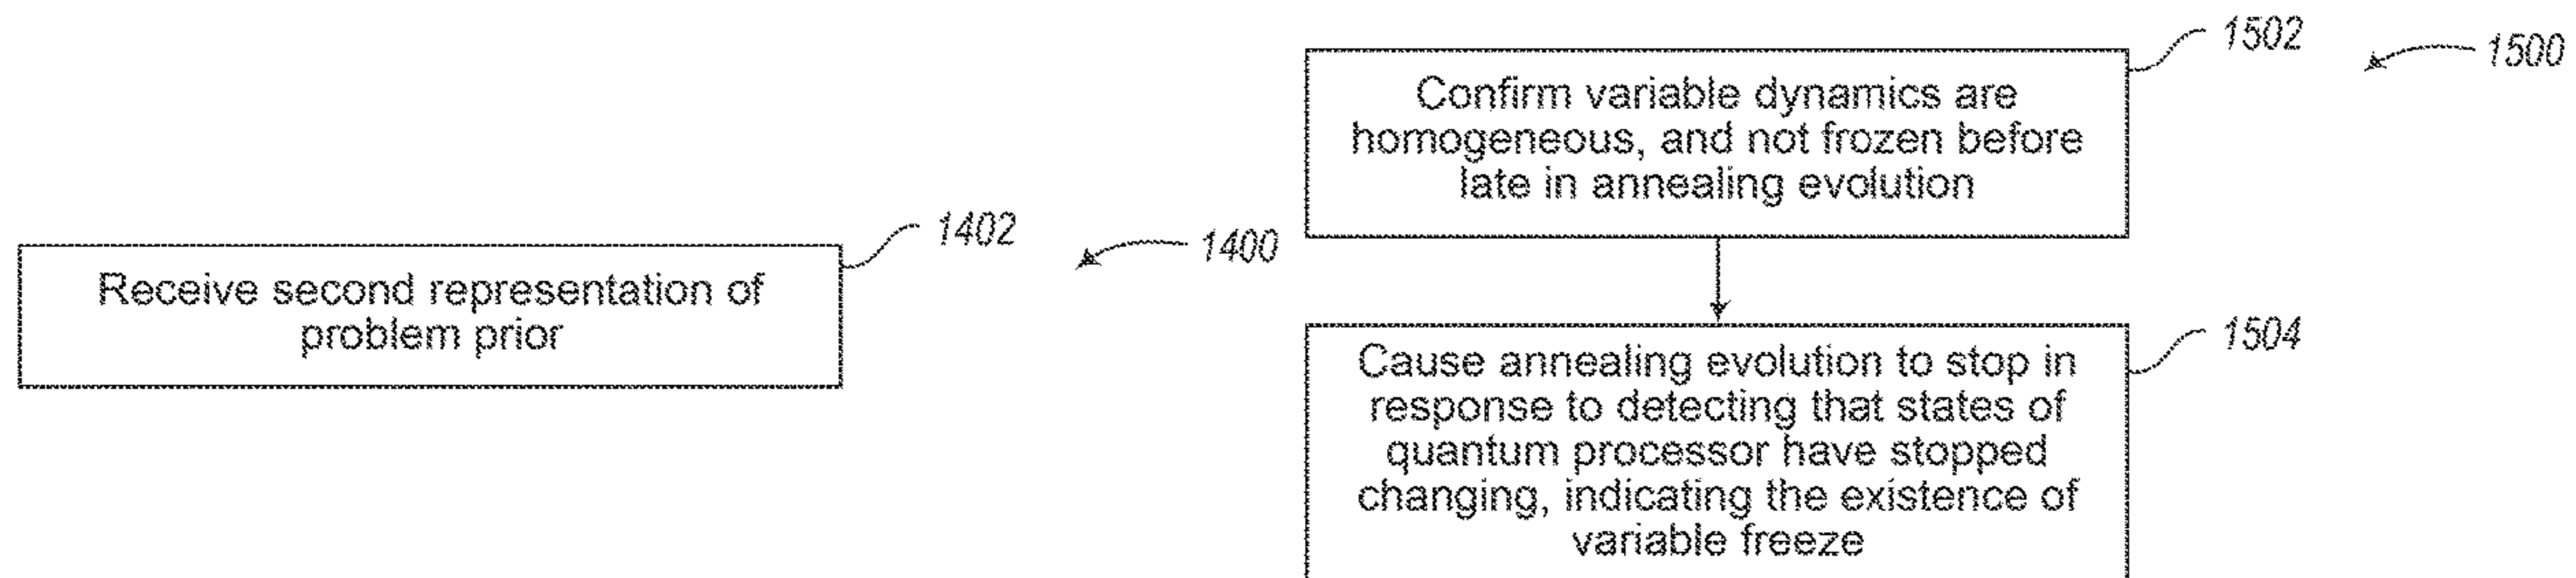 1402
1400
Receive second representation of
problem prior
1502
1500
Confirm variable dynamics are
homogeneous, and not frozen before
late in annealing evolution
1504
Cause annealing evolution to stop in
response to detecting that states of
quantum processor have stopped
changing, indicating the existence of
variable freeze